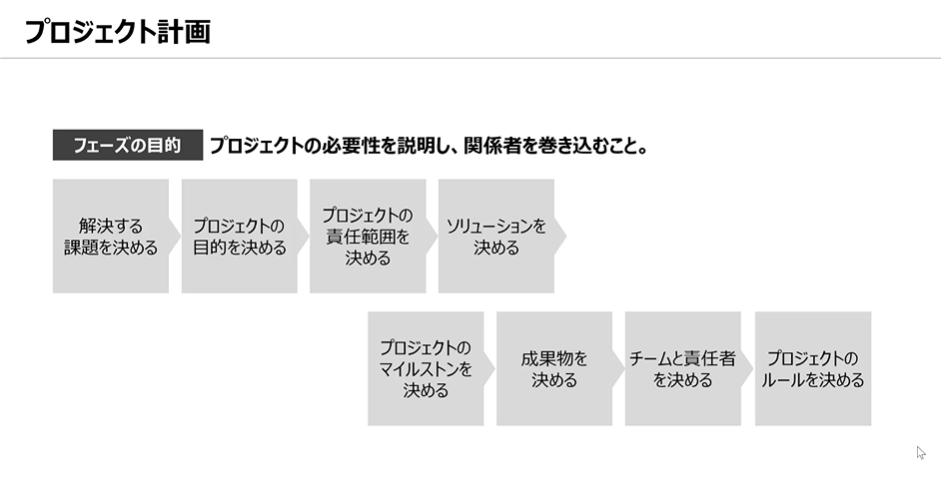 プロジェクト計画
フェーズの目的 プロジェクトの必要性を説明し、関係者を巻き込むこと。
解決する
課題を決める
プロジェクトの
目的を決める
プロジェクトの
責任範囲を
決める
ソリューションを
決める
プロジェクトの
マイルストンを
決める
成果物を
決める
チームと責任者
を決める
プロジェクトの
ルールを決める